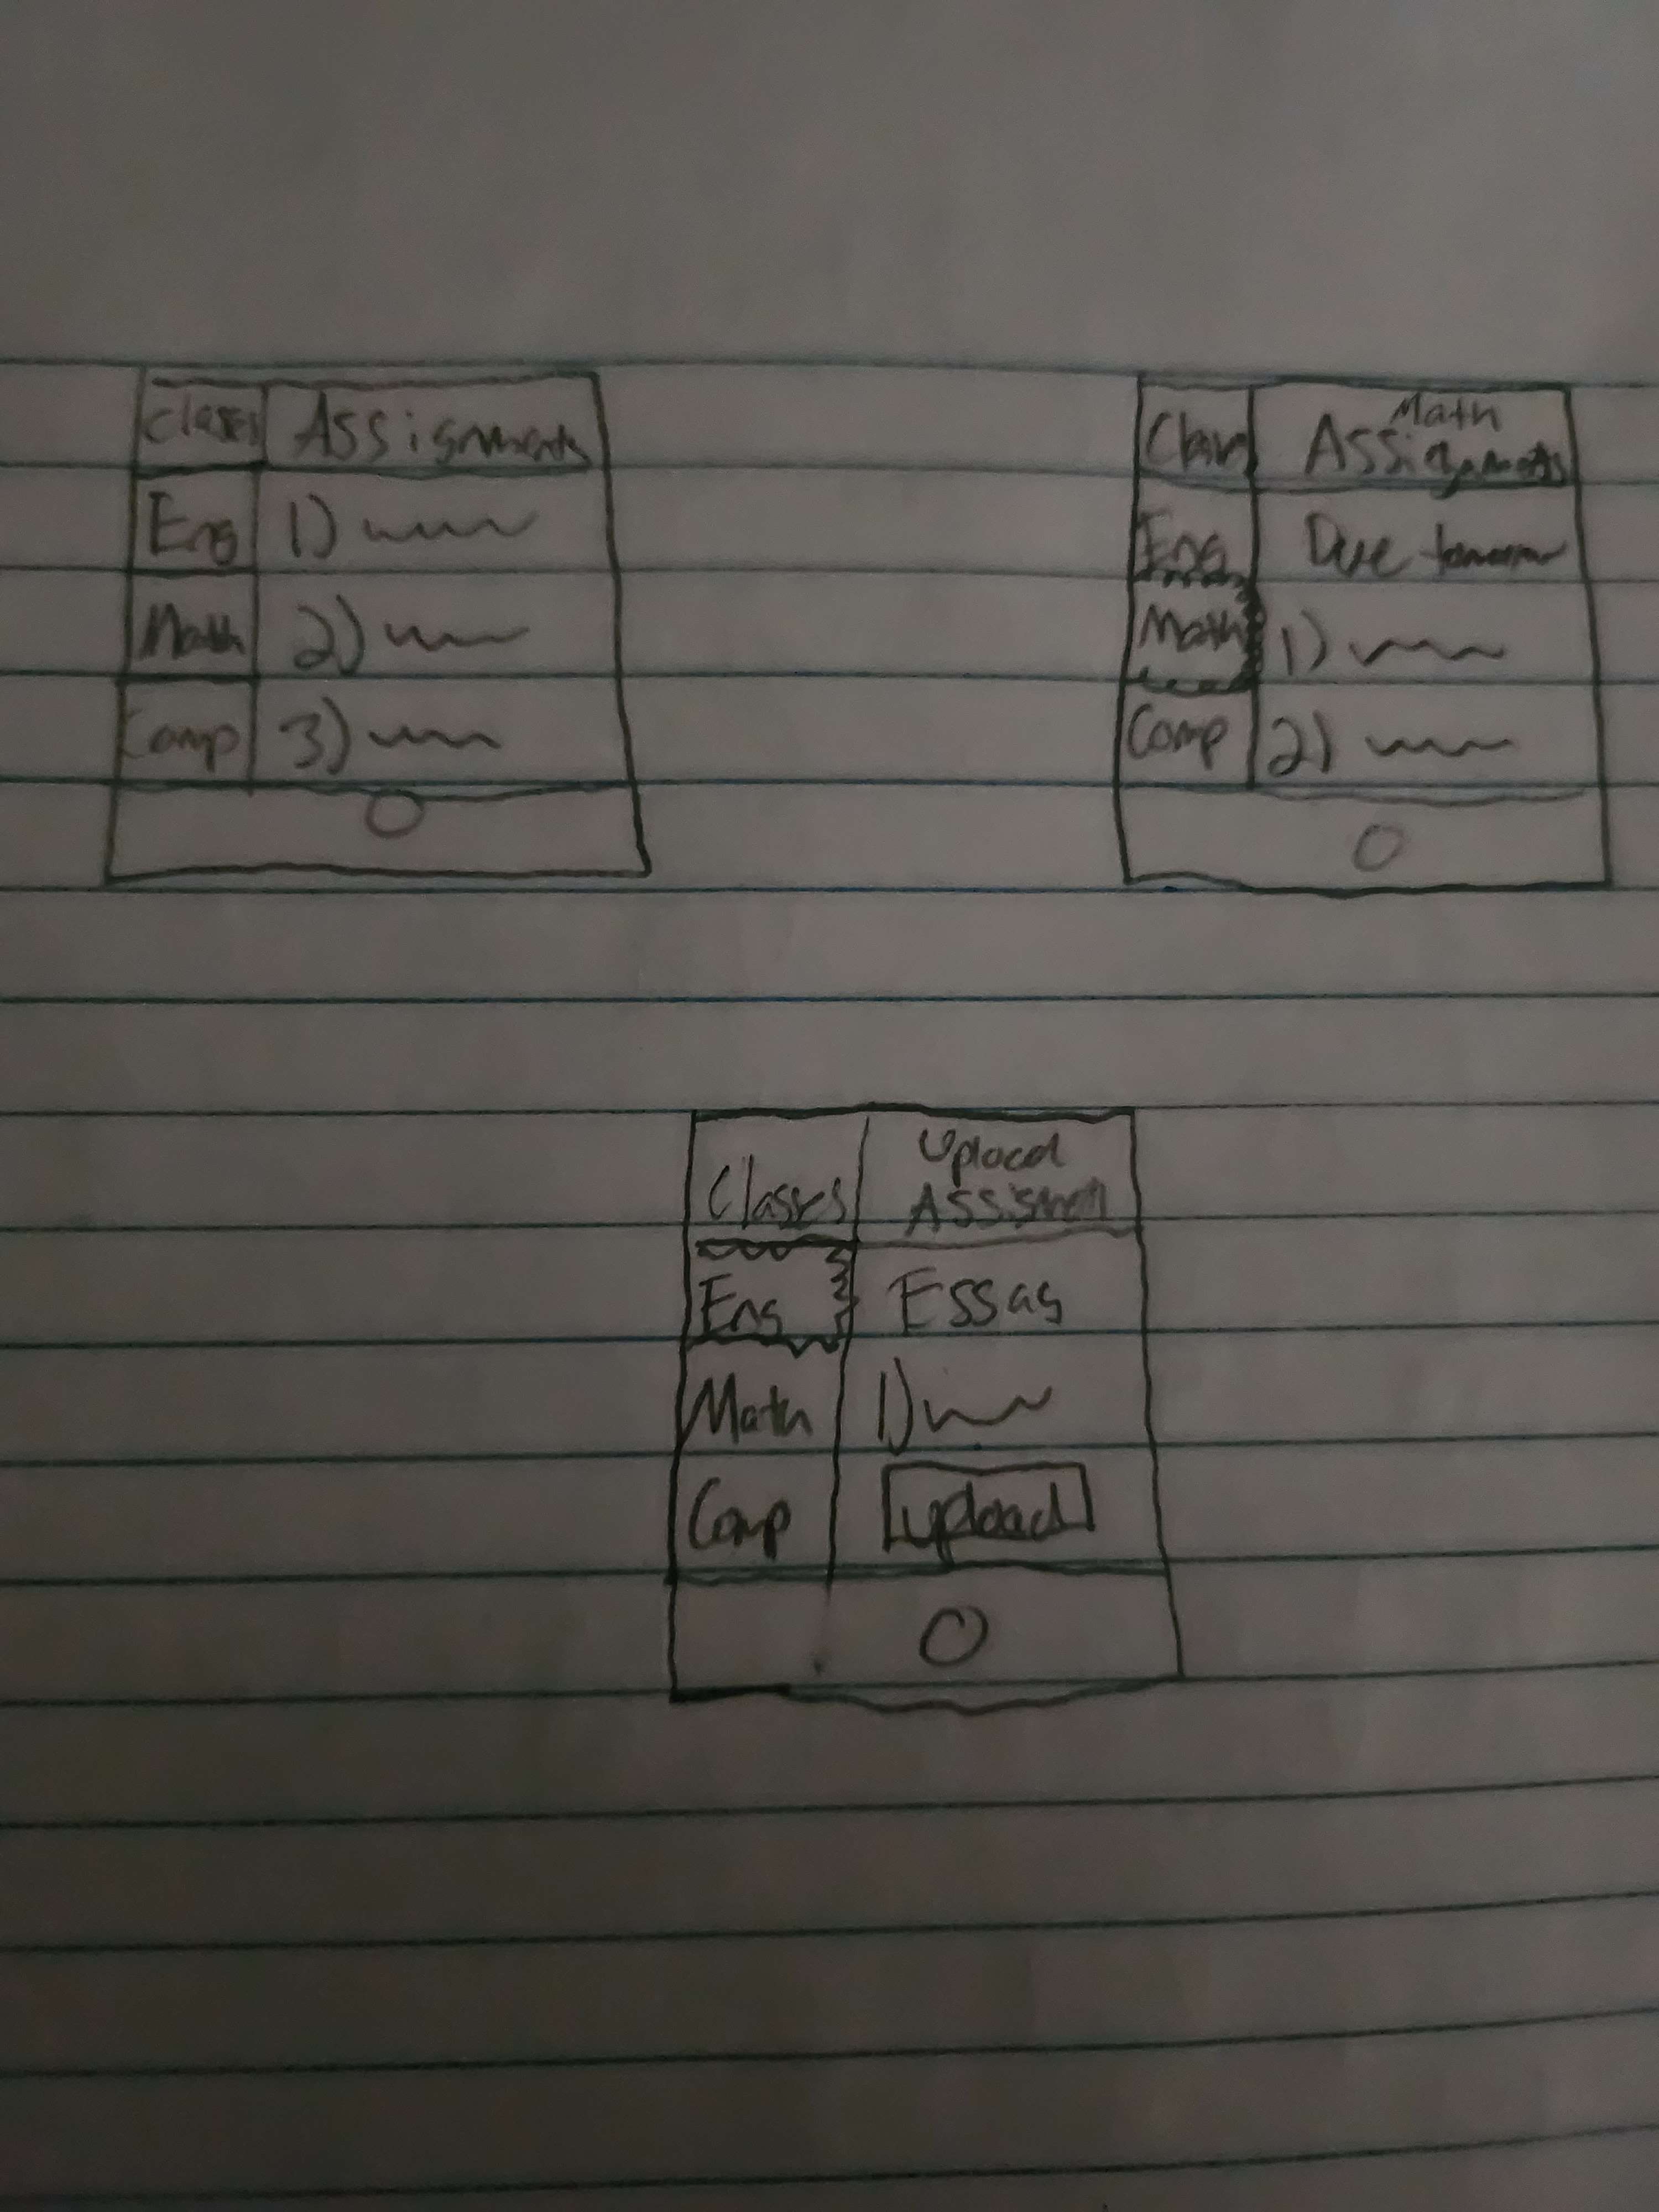 Classes Assignments
Eng 1)
Math 2)
Comp 3)
Math
Class Assignments
Eng Due tomorrow
Math 1)
Comp 2)
Upload
Classes
Eng Essay
Math 1)
Comp upload